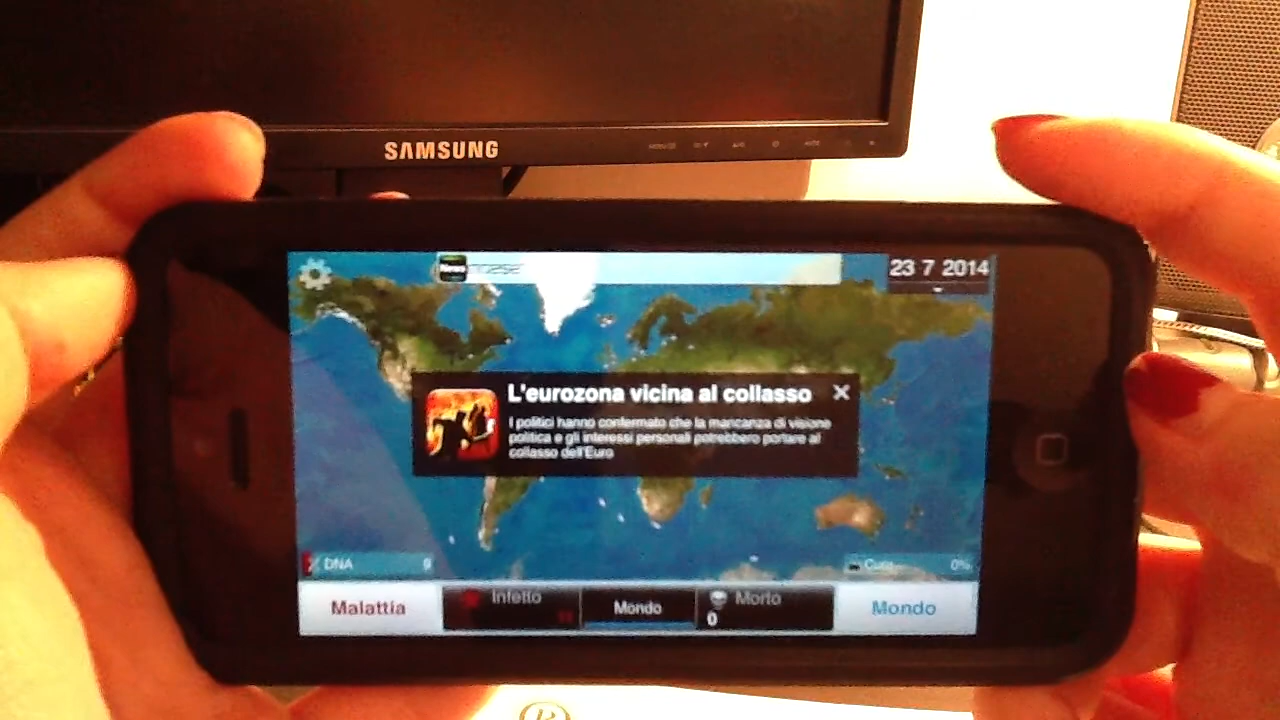 SAMSUNG
News
23 7 2014
L'eurozona vicina al collasso
I politici hanno confermato che la mancanza di visione
politica e gli interessi personali potrebbero portare al
collasso dell'Euro
DNA 9
Cura 0%
Malattia
Infetto
Mondo
Morto
0
Mondo